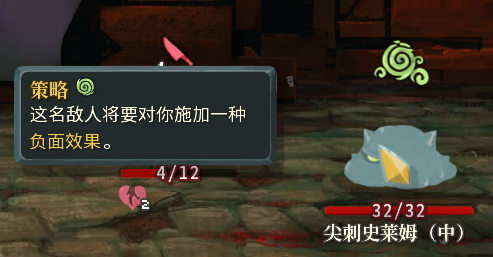 策略
这名敌人将要对你施加一种
负面效果。
4/12
2
32/32
尖刺史莱姆（中）